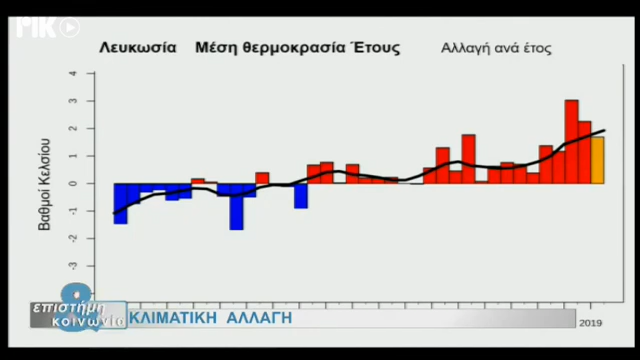 ΡΙΚ
Λευκωσία Μέση θερμοκρασία Έτους Αλλαγή ανά έτος
Βαθμοί Κελσίου
4
3
2
1
0
-1
-2
-3
& επιστήμη
κοινωνία
ΚΛΙΜΑΤΙΚΗ ΑΛΛΑΓΗ
2019